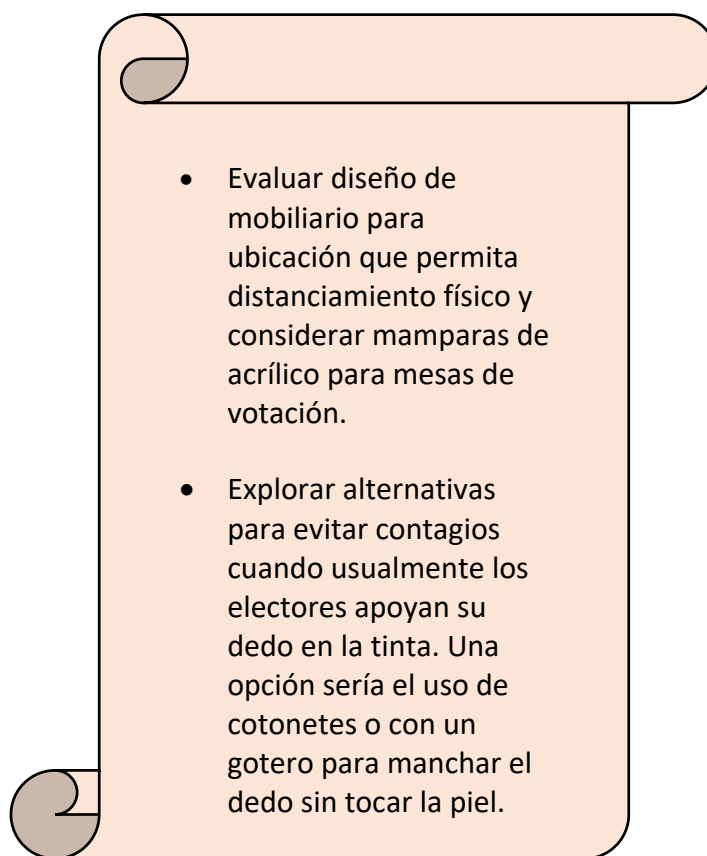 • Evaluar diseño de
mobiliario para
ubicación que permita
distanciamiento físico y
considerar mamparas de
acrílico para mesas de
votación.
• Explorar alternativas
para evitar contagios
cuando usualmente los
electores apoyan su
dedo en la tinta. Una
opción sería el uso de
cotonetes o con un
gotero para manchar el
dedo sin tocar la piel.